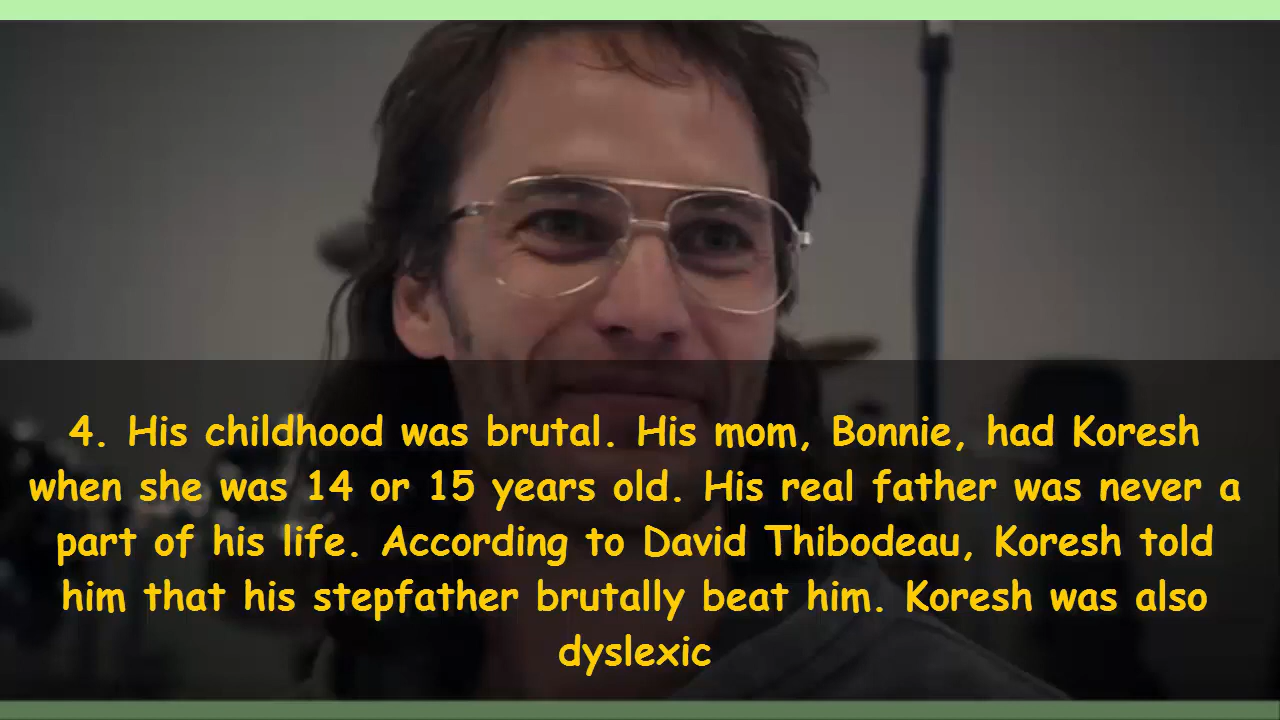 4. His childhood was brutal. His mom, Bonnie, had Koresh
when she was 14 or 15 years old. His real father was never a
part of his life. According to David Thibodeau, Koresh told
him that his stepfather brutally beat him. Koresh was also
dyslexic